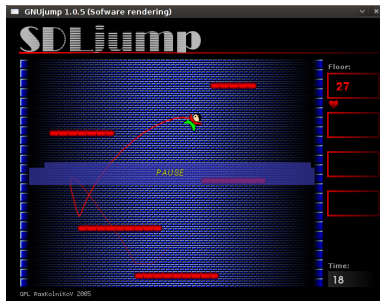 GNUjump 1.0.5 (Sofware rendering)
SDLjump
Floor:
27
PAUSE
Time:
18
GPL RasKolniKoV 2005